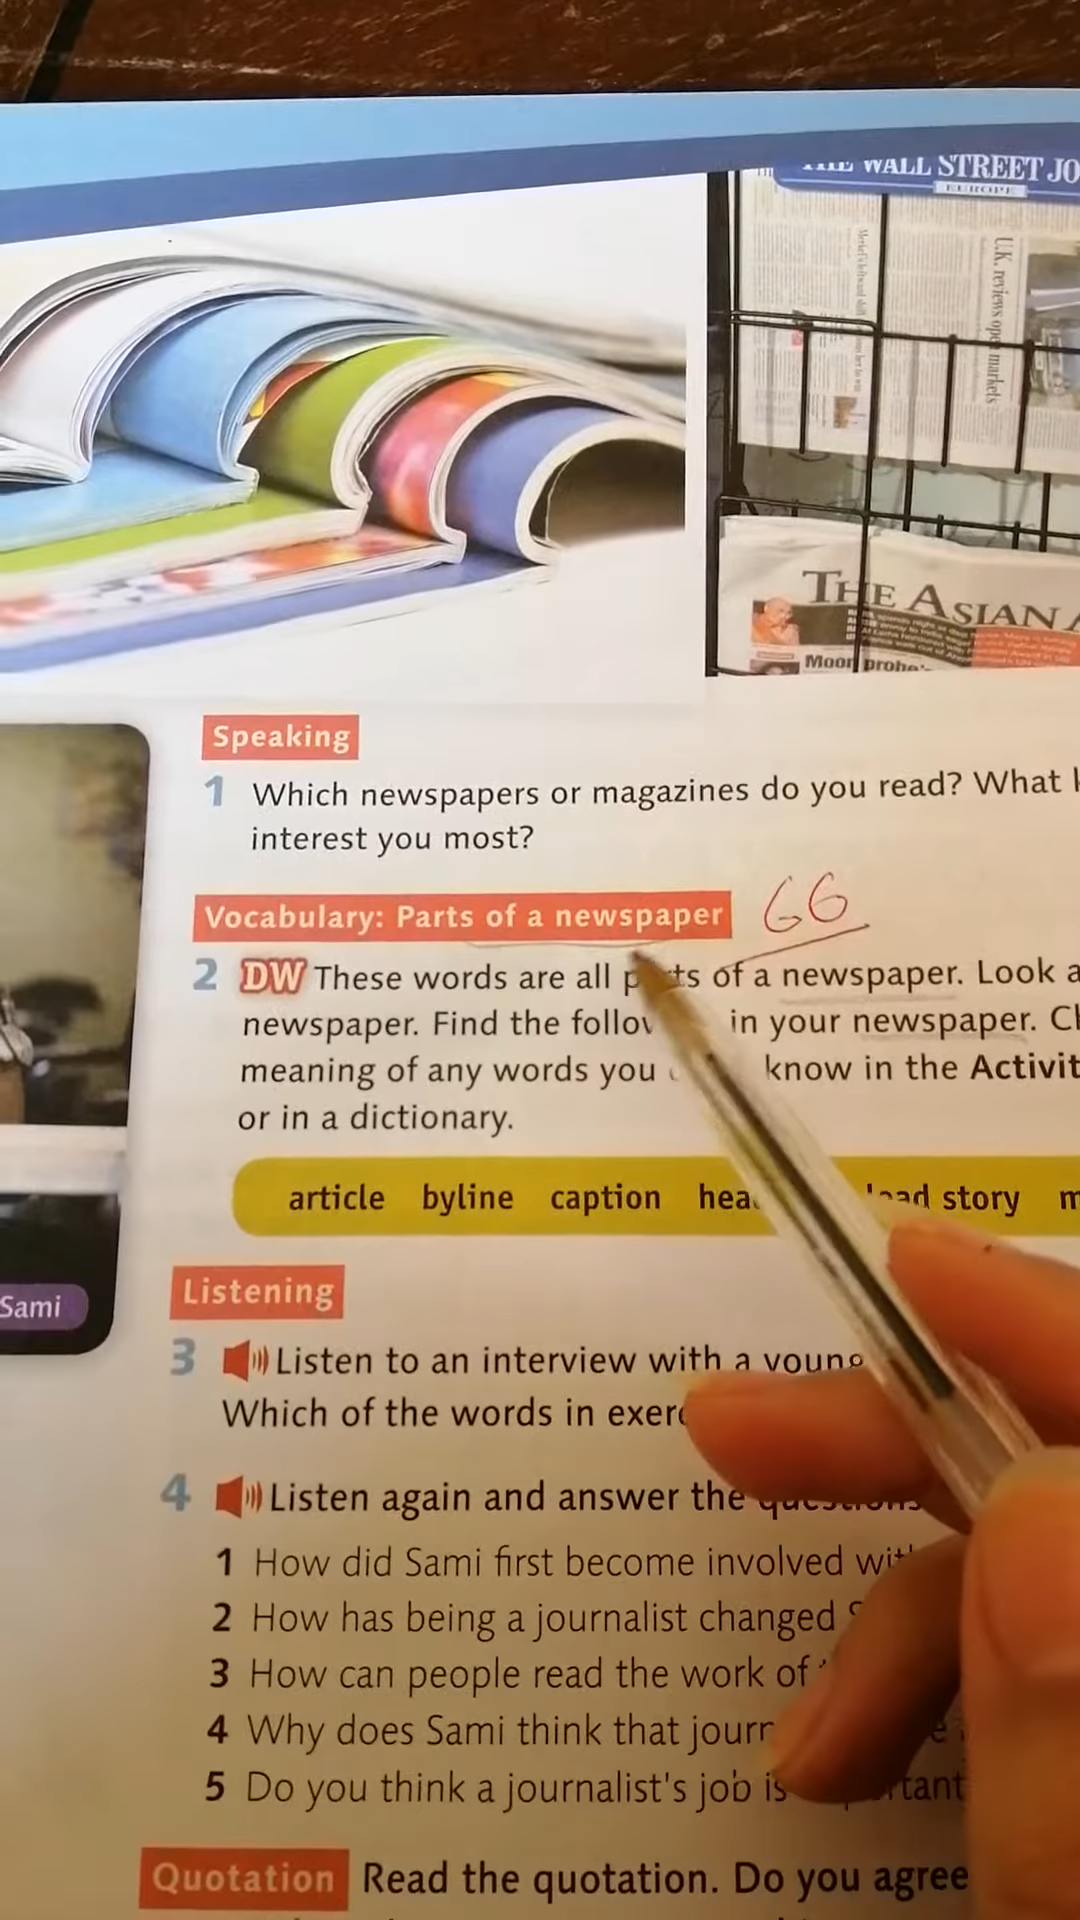 THE WALL STREET JO
EUROPE
U.K. reviews open markets
THE ASIAN A
Moon probe
Speaking
1 Which newspapers or magazines do you read? What
interest you most?
Vocabulary: Parts of a newspaper 66
2 DW These words are all parts of a newspaper. Look a
newspaper. Find the follow in your newspaper. Ch
meaning of any words you know in the Activit
or in a dictionary.
article byline caption hea lead story m
Sami
Listening
3 Listen to an interview with a young
Which of the words in exer
4 Listen again and answer the questions
1 How did Sami first become involved with
2 How has being a journalist changed S
3 How can people read the work of
4 Why does Sami think that journ
5 Do you think a journalist's job is important
Quotation Read the quotation. Do you agree